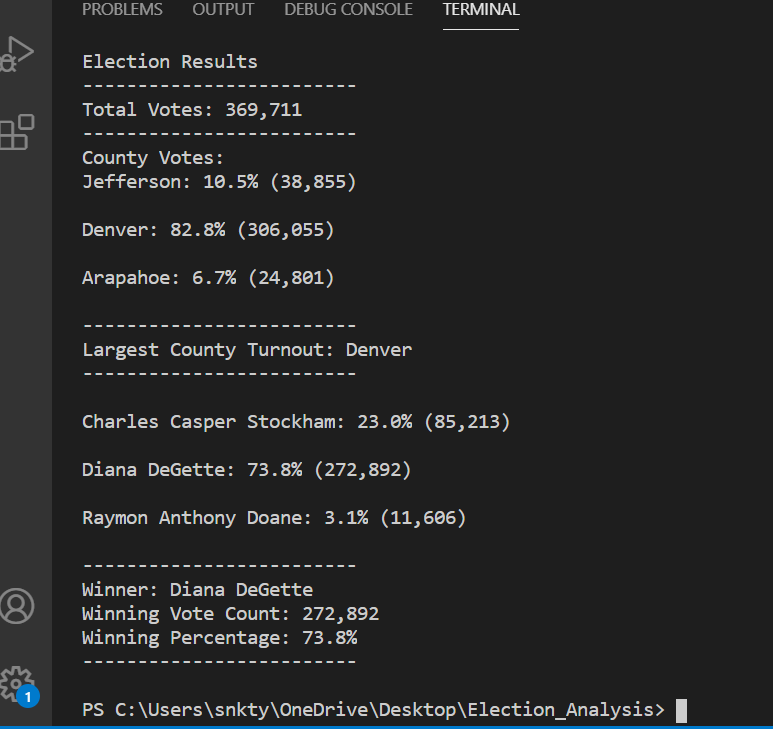 PROBLEMS OUTPUT DEBUG CONSOLE TERMINAL
Election Results
-------------------------
Total Votes: 369,711
-------------------------
County Votes:
Jefferson: 10.5% (38,855)
Denver: 82.8% (306,055)
Arapahoe: 6.7% (24,801)
-------------------------
Largest County Turnout: Denver
-------------------------
Charles Casper Stockham: 23.0% (85,213)
Diana DeGette: 73.8% (272,892)
Raymon Anthony Doane: 3.1% (11,606)
-------------------------
Winner: Diana DeGette
Winning Vote Count: 272,892
Winning Percentage: 73.8%
-------------------------
1
PS C:\Users\snkty\OneDrive\Desktop\Election_Analysis>